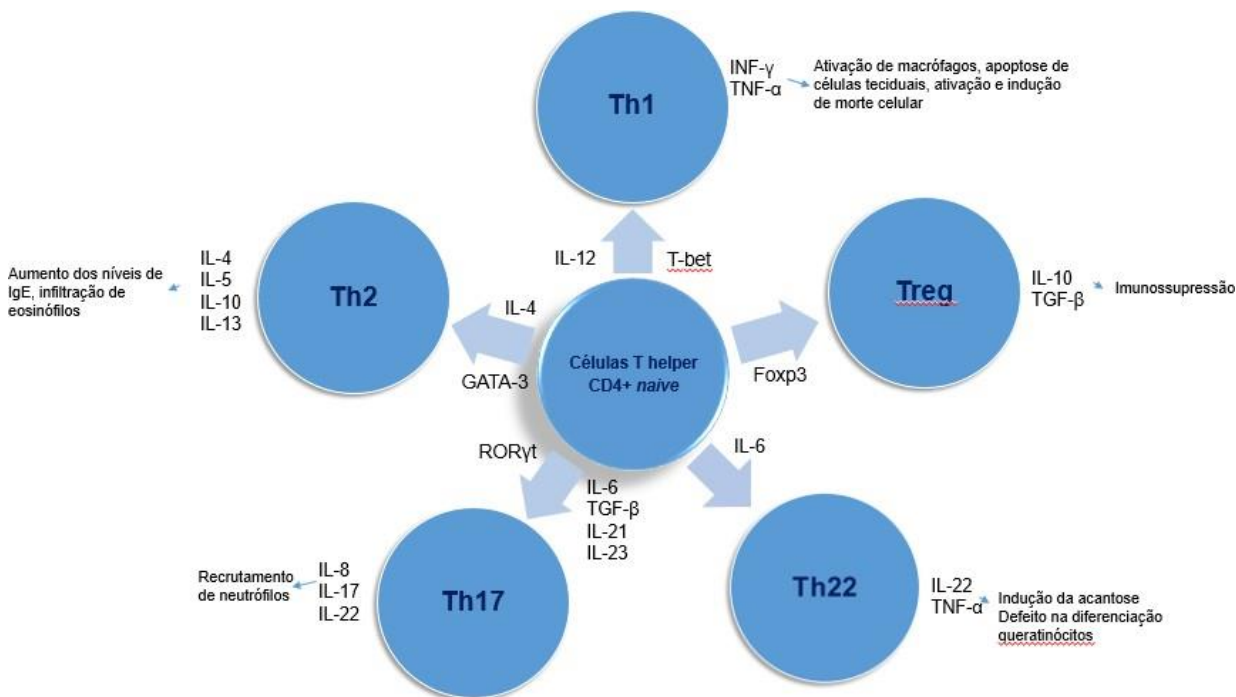 INF-γ
TNF-α
Ativação de macrófagos, apoptose de
células teciduais, ativação e indução
de morte celular
Th1
IL-12
T-bet
Aumento dos níveis de
IgE, infiltração de
eosinófilos
IL-4
IL-5
IL-10
IL-13
Th2
IL-4
GATA-3
Células T helper
CD4+ naive
Treg
IL-10
TGF-β
Imunossupressão
Foxp3
RORγt
IL-6
TGF-β
IL-21
IL-23
IL-6
Recrutamento
de neutrófilos
IL-8
IL-17
IL-22
Th17
Th22
IL-22
TNF-α
Indução da acantose
Defeito na diferenciação
queratinócitos